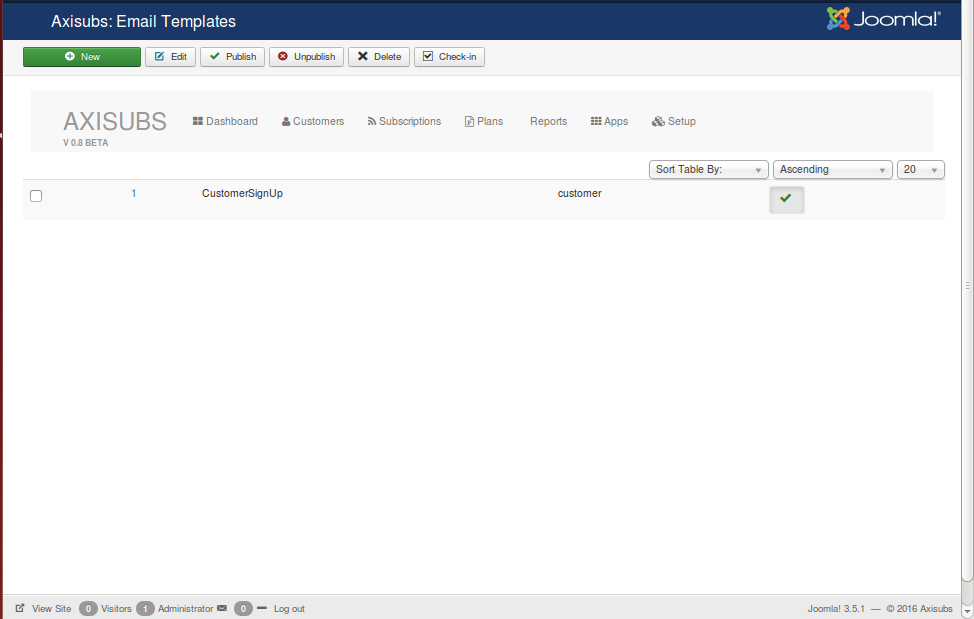 Axisubs: Email Templates
Joomla!®
New Edit Publish Unpublish Delete Check-in
AXISUBS Dashboard Customers Subscriptions Plans Reports Apps Setup
V 0.8 BETA
Sort Table By: Ascending 20
1 CustomerSignUp customer
View Site 0 Visitors 1 Administrator 0 Log out Joomla! 3.5.1 — © 2016 Axisubs